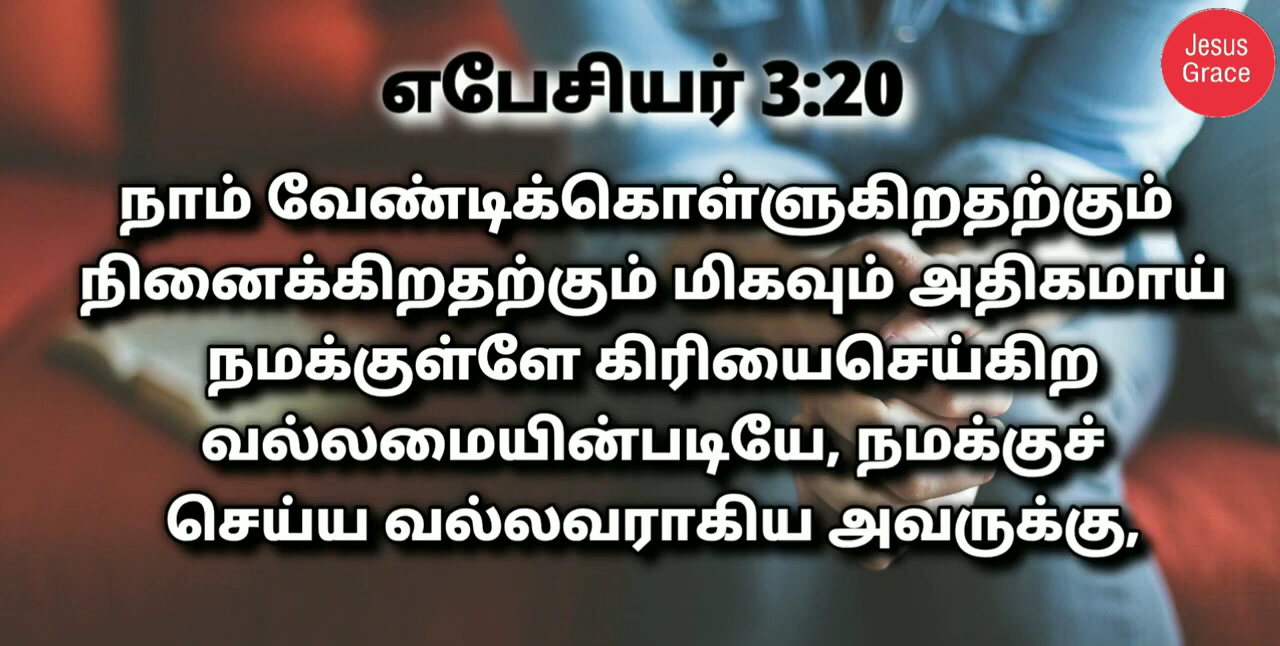 Jesus
Grace
எபேசியர் 3:20
நாம் வேண்டிக்கொள்ளுகிறதற்கும்
நினைக்கிறதற்கும் மிகவும் அதிகமாய்
நமக்குள்ளே கிரியைசெய்கிற
வல்லமையின்படியே, நமக்குச்
செய்ய வல்லவராகிய அவருக்கு,